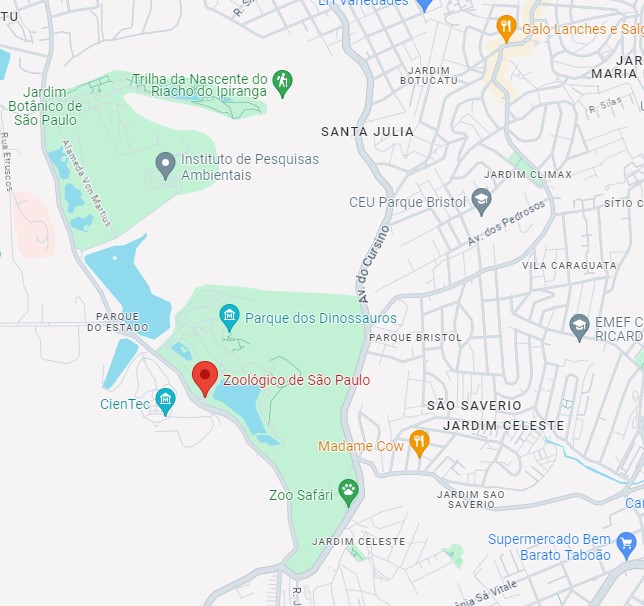 TU
R. S
LH Variedades
Galo Lanches e Salg
JARDIM
BOTUCATU
JAR
MARIA
Jardim
Botânico de
São Paulo
Trilha da Nascente do
Riacho do Ipiranga
R. Silas
SANTA JULIA
Rua Etruscos
Alameda Von Martius
Instituto de Pesquisas
Ambientais
JARDIM CLIMAX
CEU Parque Bristol
SÍTIO C
Av. dos Pedrosos
Av. do Cursino
VILA CARAGUATA
PARQUE
DO ESTADO
Parque dos Dinossauros
EMEF C
RICARD
PARQUE BRISTOL
Zoológico de São Paulo
CienTec
SÃO SAVERIO
JARDIM CELESTE
Madame Cow
Zoo Safári
JARDIM SAO
SAVERIO
Ca
JARDIM CELESTE
Supermercado Bem
Barato Taboão
R. J
ênia Sá Vitale